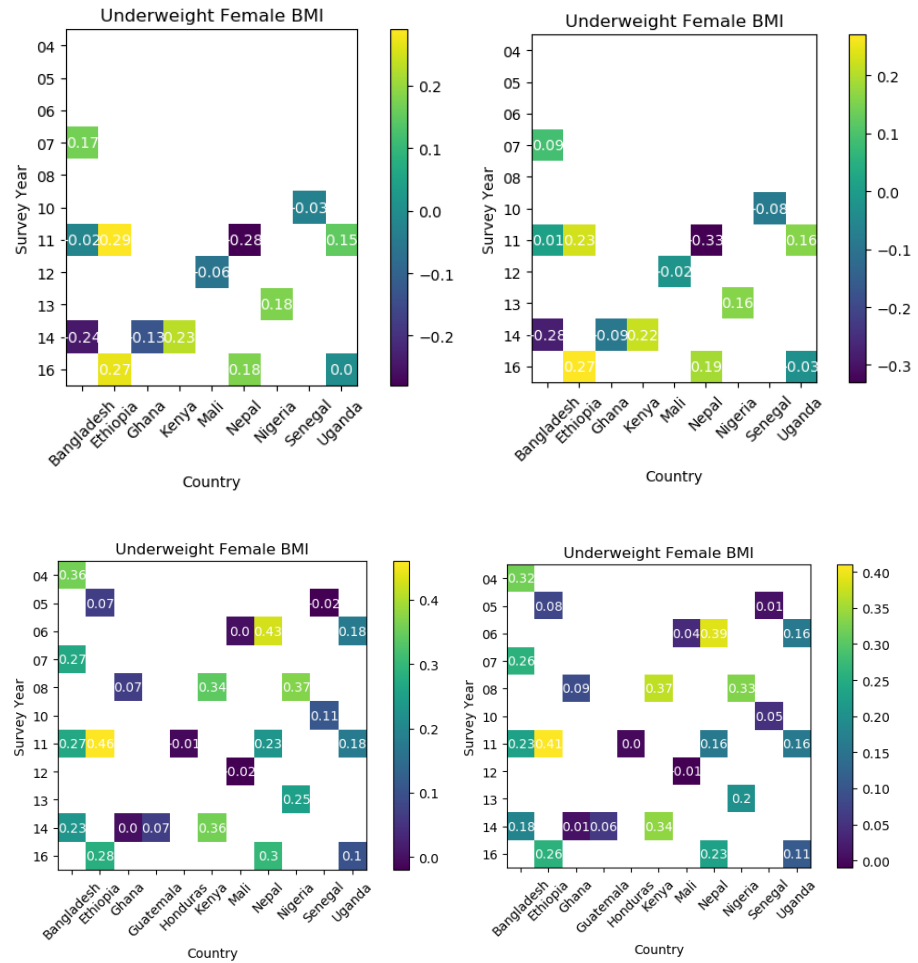 Underweight Female BMI
04
05
06
07 0.17
08
10 -0.03
11 -0.02 0.29 -0.28 0.15
12 -0.06
13 0.18
14 -0.24 -0.13 0.23
16 0.27 0.18 0.0
Survey Year
Bangladesh Ethiopia Ghana Kenya Mali Nepal Nigeria Senegal Uganda
Country
0.2
0.1
0.0
−0.1
−0.2
Underweight Female BMI
04
05
06
07 0.09
08
10 -0.08
11 0.01 0.23 -0.33 0.16
12 -0.02
13 0.16
14 -0.28 -0.09 0.22
16 0.27 0.19 -0.03
Survey Year
Bangladesh Ethiopia Ghana Kenya Mali Nepal Nigeria Senegal Uganda
Country
0.2
0.1
0.0
−0.1
−0.2
−0.3
Underweight Female BMI
04 0.36
05 0.07 -0.02
06 0.0 0.43 0.18
07 0.27
08 0.07 0.34 0.37
10 0.11
11 0.27 0.46 -0.01 0.23 0.18
12 -0.02
13 0.25
14 0.23 0.0 0.07 0.36
16 0.28 0.3 0.1
Survey Year
Bangladesh Ethiopia Ghana Guatemala Honduras Kenya Mali Nepal Nigeria Senegal Uganda
Country
0.4
0.3
0.2
0.1
0.0
Underweight Female BMI
04 0.32
05 0.08 0.01
06 0.04 0.39 0.16
07 0.26
08 0.09 0.37 0.33
10 0.05
11 0.23 0.41 0.0 0.16 0.16
12 -0.01
13 0.2
14 0.18 0.01 0.06 0.34
16 0.26 0.23 0.11
Survey Year
Bangladesh Ethiopia Ghana Guatemala Honduras Kenya Mali Nepal Nigeria Senegal Uganda
Country
0.40
0.35
0.30
0.25
0.20
0.15
0.10
0.05
0.00